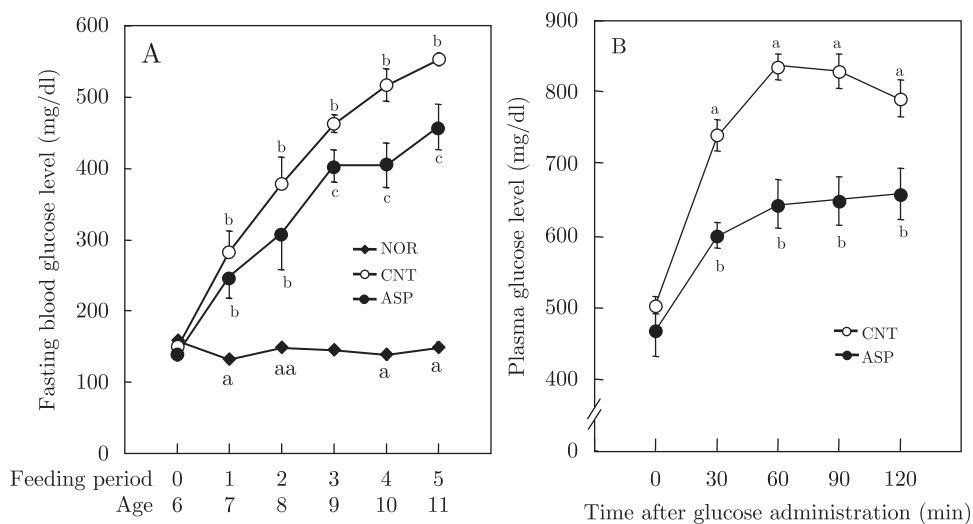 A
Fasting blood glucose level (mg/dl)
600
500
400
300
200
100
0
b
b
b
b
b
b
b
c
c
c
a
aa
a
a
NOR
CNT
ASP
Feeding period 0 1 2 3 4 5
Age 6 7 8 9 10 11
B
Plasma glucose level (mg/dl)
900
800
700
600
500
400
0
a
a
a
a
b
b
b
b
CNT
ASP
0 30 60 90 120
Time after glucose administration (min)